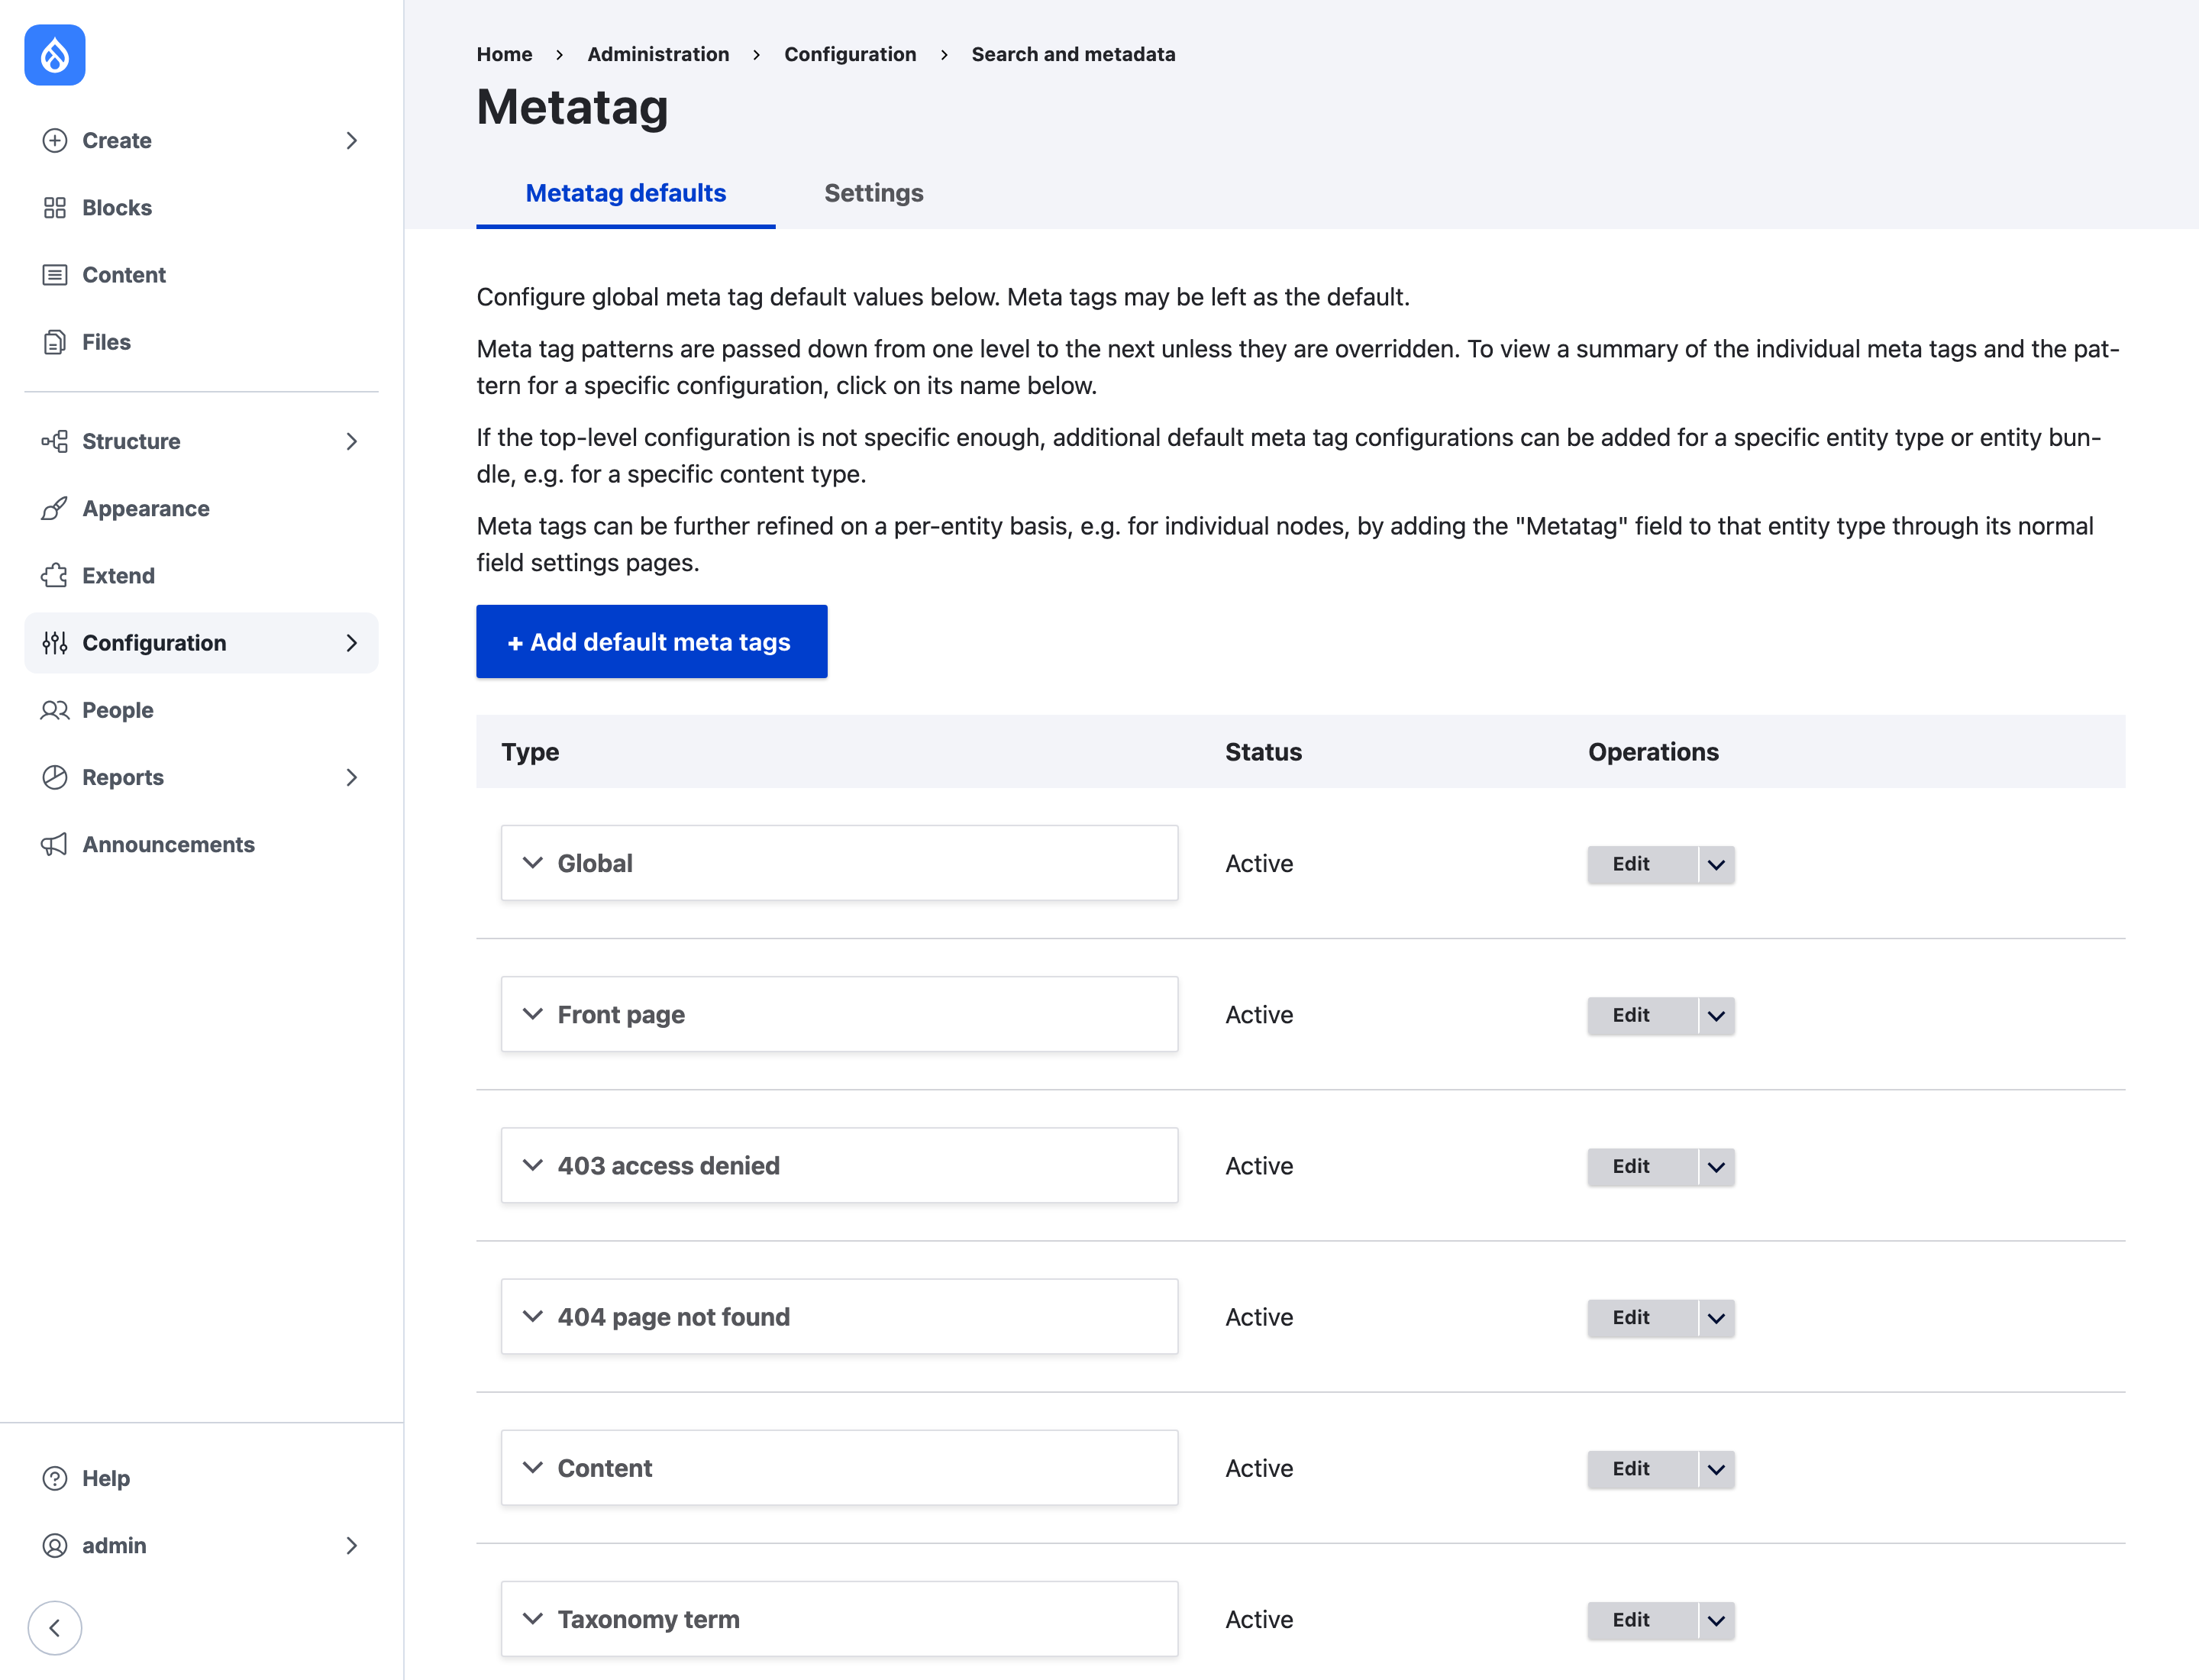 Create
Blocks
Content
Files
Structure
Appearance
Extend
Configuration
People
Reports
Announcements
Help
admin
Home > Administration > Configuration > Search and metadata
Metatag
Metatag defaults Settings
Configure global meta tag default values below. Meta tags may be left as the default.
Meta tag patterns are passed down from one level to the next unless they are overridden. To view a summary of the individual meta tags and the pat-
tern for a specific configuration, click on its name below.
If the top-level configuration is not specific enough, additional default meta tag configurations can be added for a specific entity type or entity bun-
dle, e.g. for a specific content type.
Meta tags can be further refined on a per-entity basis, e.g. for individual nodes, by adding the "Metatag" field to that entity type through its normal
field settings pages.
+ Add default meta tags
Type Status Operations
Global Active Edit
Front page Active Edit
403 access denied Active Edit
404 page not found Active Edit
Content Active Edit
Taxonomy term Active Edit